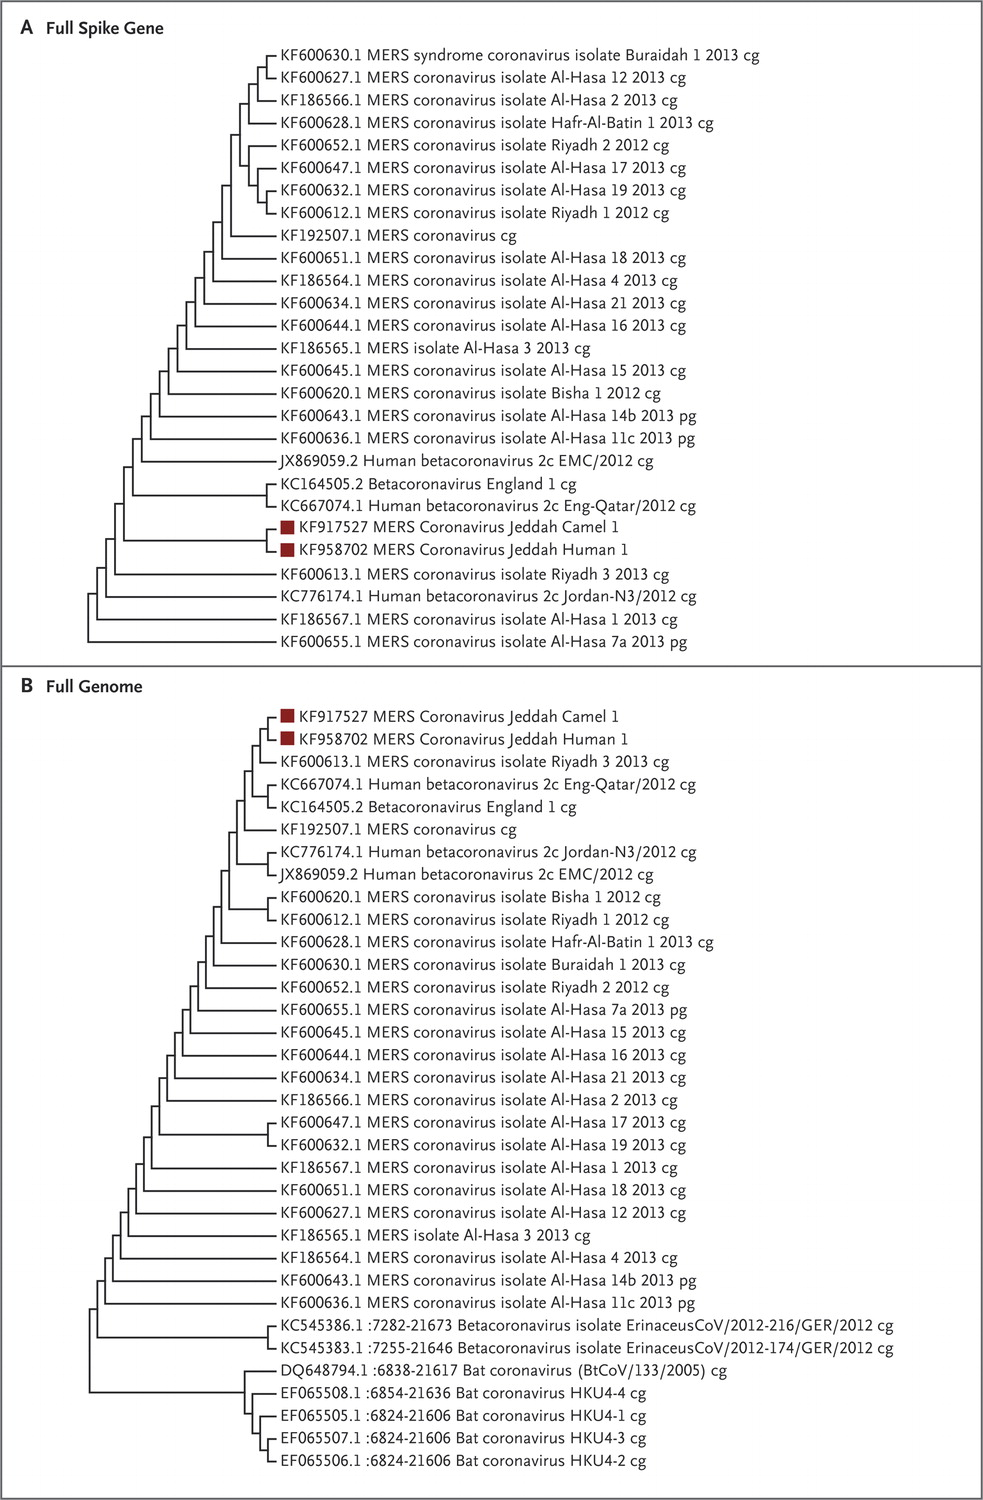 A Full Spike Gene
KF600630.1 MERS syndrome coronavirus isolate Buraidah 1 2013 cg
KF600627.1 MERS coronavirus isolate Al-Hasa 12 2013 cg
KF186566.1 MERS coronavirus isolate Al-Hasa 2 2013 cg
KF600628.1 MERS coronavirus isolate Hafr-Al-Batin 1 2013 cg
KF600652.1 MERS coronavirus isolate Riyadh 2 2012 cg
KF600647.1 MERS coronavirus isolate Al-Hasa 17 2013 cg
KF600632.1 MERS coronavirus isolate Al-Hasa 19 2013 cg
KF600612.1 MERS coronavirus isolate Riyadh 1 2012 cg
KF192507.1 MERS coronavirus cg
KF600651.1 MERS coronavirus isolate Al-Hasa 18 2013 cg
KF186564.1 MERS coronavirus isolate Al-Hasa 4 2013 cg
KF600634.1 MERS coronavirus isolate Al-Hasa 21 2013 cg
KF600644.1 MERS coronavirus isolate Al-Hasa 16 2013 cg
KF186565.1 MERS isolate Al-Hasa 3 2013 cg
KF600645.1 MERS coronavirus isolate Al-Hasa 15 2013 cg
KF600620.1 MERS coronavirus isolate Bisha 1 2012 cg
KF600643.1 MERS coronavirus isolate Al-Hasa 14b 2013 pg
KF600636.1 MERS coronavirus isolate Al-Hasa 11c 2013 pg
JX869059.2 Human betacoronavirus 2c EMC/2012 cg
KC164505.2 Betacoronavirus England 1 cg
KC667074.1 Human betacoronavirus 2c Eng-Qatar/2012 cg
KF917527 MERS Coronavirus Jeddah Camel 1
KF958702 MERS Coronavirus Jeddah Human 1
KF600613.1 MERS coronavirus isolate Riyadh 3 2013 cg
KC776174.1 Human betacoronavirus 2c Jordan-N3/2012 cg
KF186567.1 MERS coronavirus isolate Al-Hasa 1 2013 cg
KF600655.1 MERS coronavirus isolate Al-Hasa 7a 2013 pg
B Full Genome
KF917527 MERS Coronavirus Jeddah Camel 1
KF958702 MERS Coronavirus Jeddah Human 1
KF600613.1 MERS coronavirus isolate Riyadh 3 2013 cg
KC667074.1 Human betacoronavirus 2c Eng-Qatar/2012 cg
KC164505.2 Betacoronavirus England 1 cg
KF192507.1 MERS coronavirus cg
KC776174.1 Human betacoronavirus 2c Jordan-N3/2012 cg
JX869059.2 Human betacoronavirus 2c EMC/2012 cg
KF600620.1 MERS coronavirus isolate Bisha 1 2012 cg
KF600612.1 MERS coronavirus isolate Riyadh 1 2012 cg
KF600628.1 MERS coronavirus isolate Hafr-Al-Batin 1 2013 cg
KF600630.1 MERS coronavirus isolate Buraidah 1 2013 cg
KF600652.1 MERS coronavirus isolate Riyadh 2 2012 cg
KF600655.1 MERS coronavirus isolate Al-Hasa 7a 2013 pg
KF600645.1 MERS coronavirus isolate Al-Hasa 15 2013 cg
KF600644.1 MERS coronavirus isolate Al-Hasa 16 2013 cg
KF600634.1 MERS coronavirus isolate Al-Hasa 21 2013 cg
KF186566.1 MERS coronavirus isolate Al-Hasa 2 2013 cg
KF600647.1 MERS coronavirus isolate Al-Hasa 17 2013 cg
KF600632.1 MERS coronavirus isolate Al-Hasa 19 2013 cg
KF186567.1 MERS coronavirus isolate Al-Hasa 1 2013 cg
KF600651.1 MERS coronavirus isolate Al-Hasa 18 2013 cg
KF600627.1 MERS coronavirus isolate Al-Hasa 12 2013 cg
KF186565.1 MERS isolate Al-Hasa 3 2013 cg
KF186564.1 MERS coronavirus isolate Al-Hasa 4 2013 cg
KF600643.1 MERS coronavirus isolate Al-Hasa 14b 2013 pg
KF600636.1 MERS coronavirus isolate Al-Hasa 11c 2013 pg
KC545386.1 :7282-21673 Betacoronavirus isolate ErinaceusCoV/2012-216/GER/2012 cg
KC545383.1 :7255-21646 Betacoronavirus isolate ErinaceusCoV/2012-174/GER/2012 cg
DQ648794.1 :6838-21617 Bat coronavirus (BtCoV/133/2005) cg
EF065508.1 :6854-21636 Bat coronavirus HKU4-4 cg
EF065505.1 :6824-21606 Bat coronavirus HKU4-1 cg
EF065507.1 :6824-21606 Bat coronavirus HKU4-3 cg
EF065506.1 :6824-21606 Bat coronavirus HKU4-2 cg